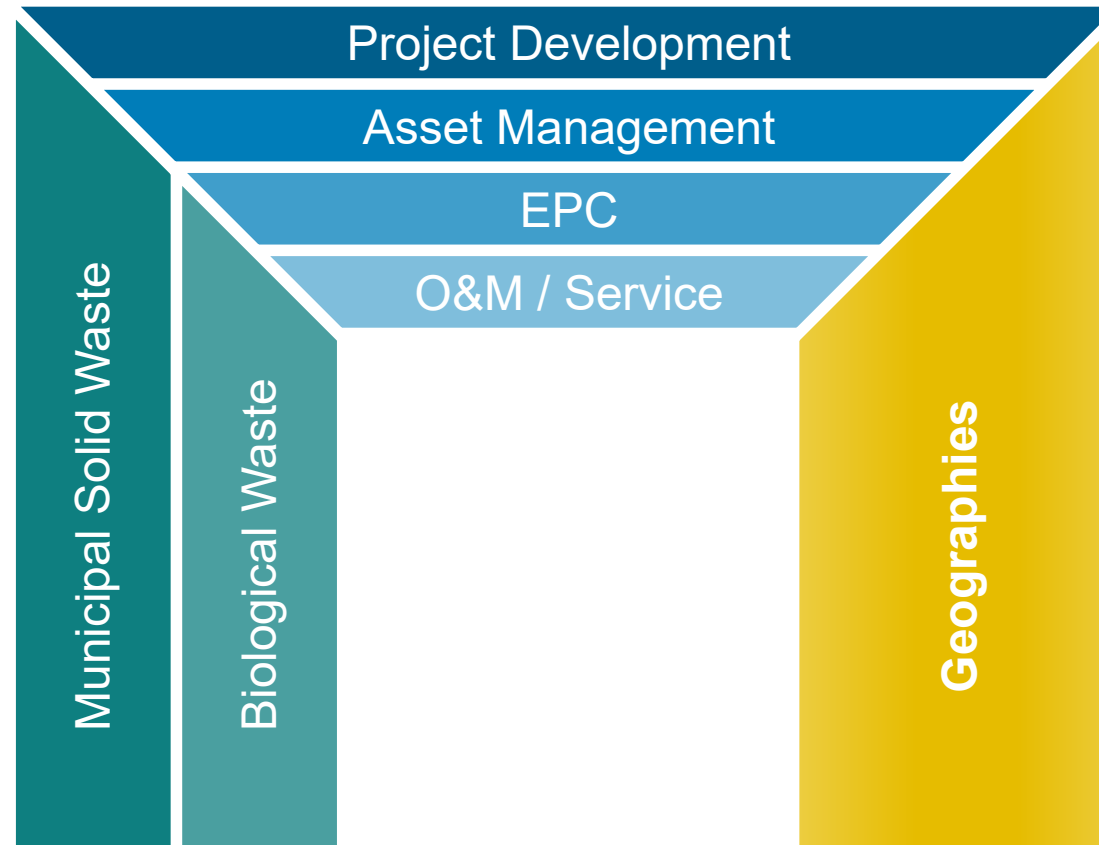 Project Development
Asset Management
EPC
O&M / Service
Municipal Solid Waste
Biological Waste
Geographies